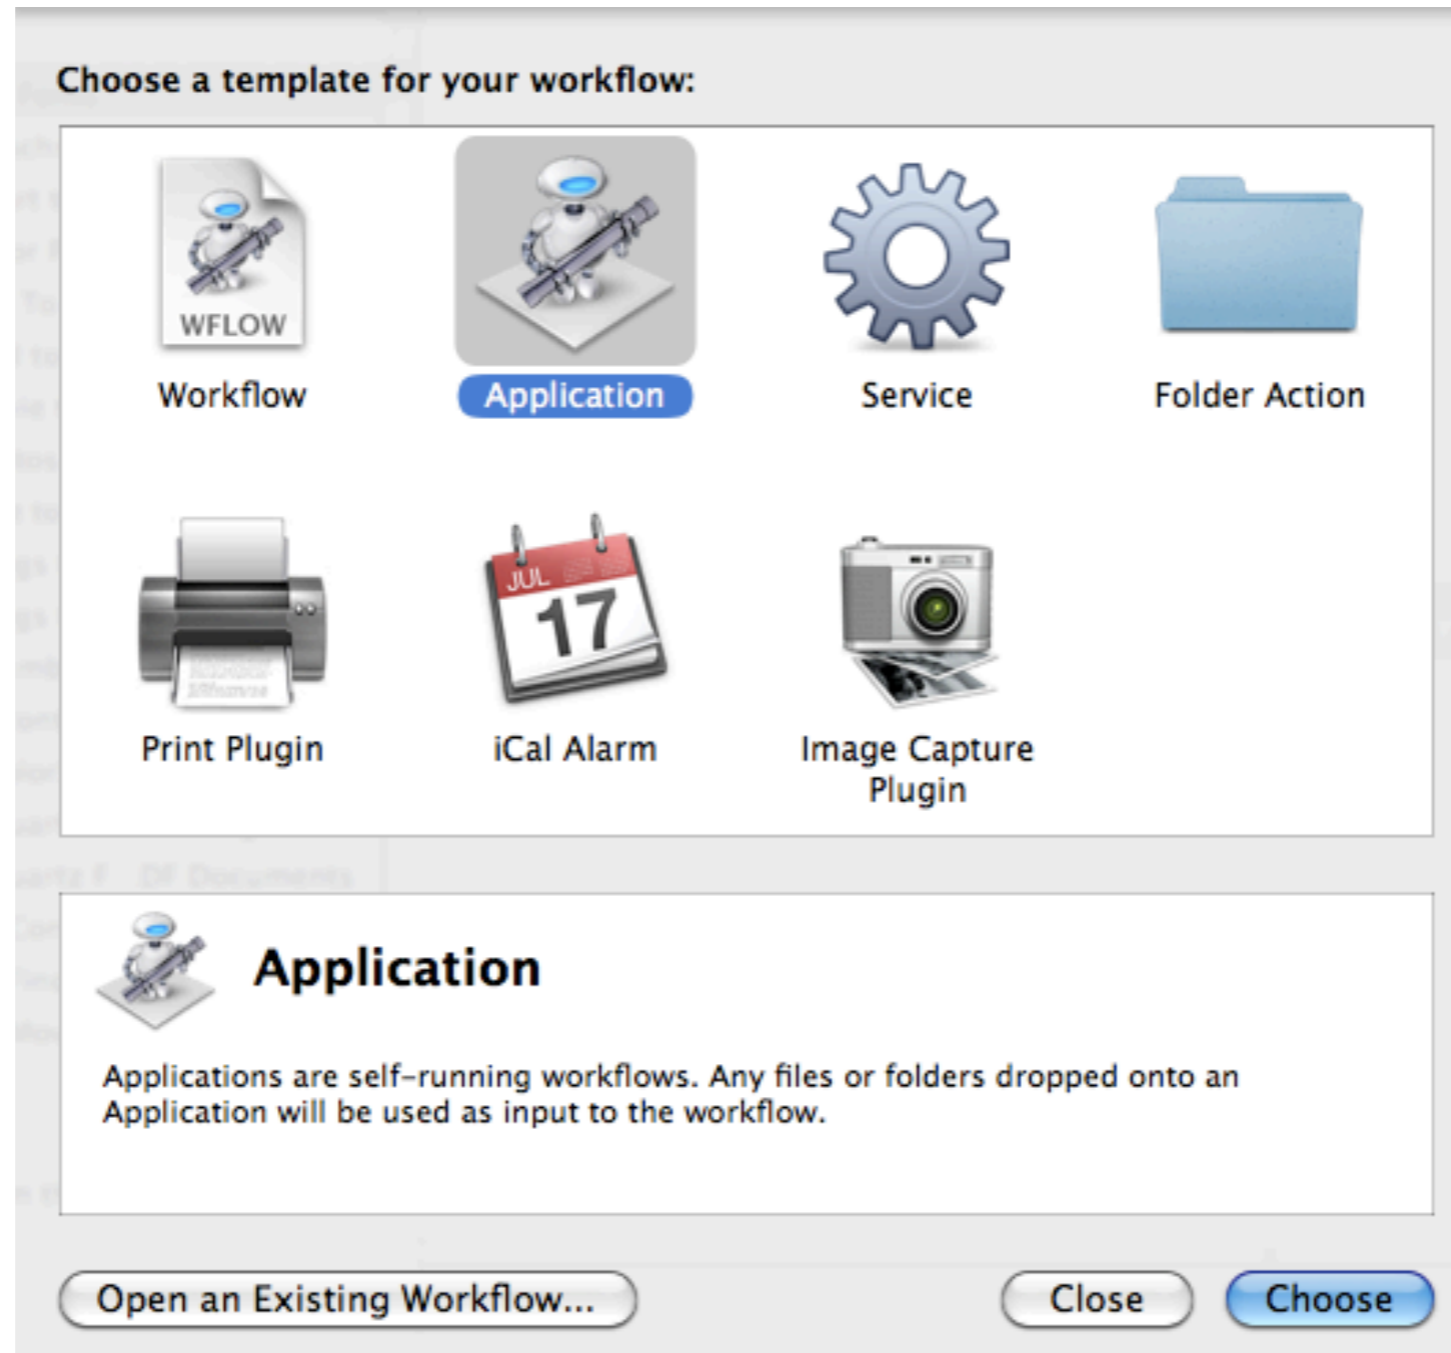 Choose a template for your workflow:
WFLOW
Workflow
Application
Service
Folder Action
JUL
17
Print Plugin
iCal Alarm
Image Capture
Plugin
DF Documents
Application
Applications are self-running workflows. Any files or folders dropped onto an
Application will be used as input to the workflow.
Open an Existing Workflow...
Close
Choose